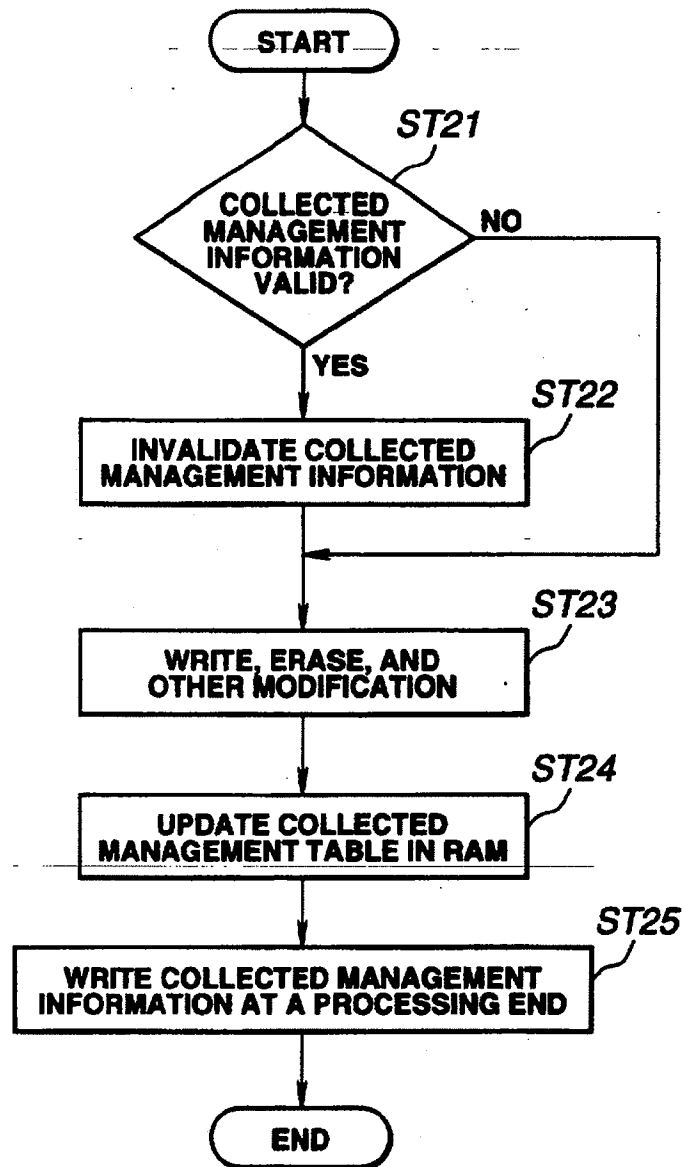 START
ST21
COLLECTED
MANAGEMENT
INFORMATION
VALID?
NO
YES
ST22
INVALIDATE COLLECTED
MANAGEMENT INFORMATION
ST23
WRITE, ERASE, AND
OTHER MODIFICATION
ST24
UPDATE COLLECTED
MANAGEMENT TABLE IN RAM
ST25
WRITE COLLECTED MANAGEMENT
INFORMATION AT A PROCESSING END
END